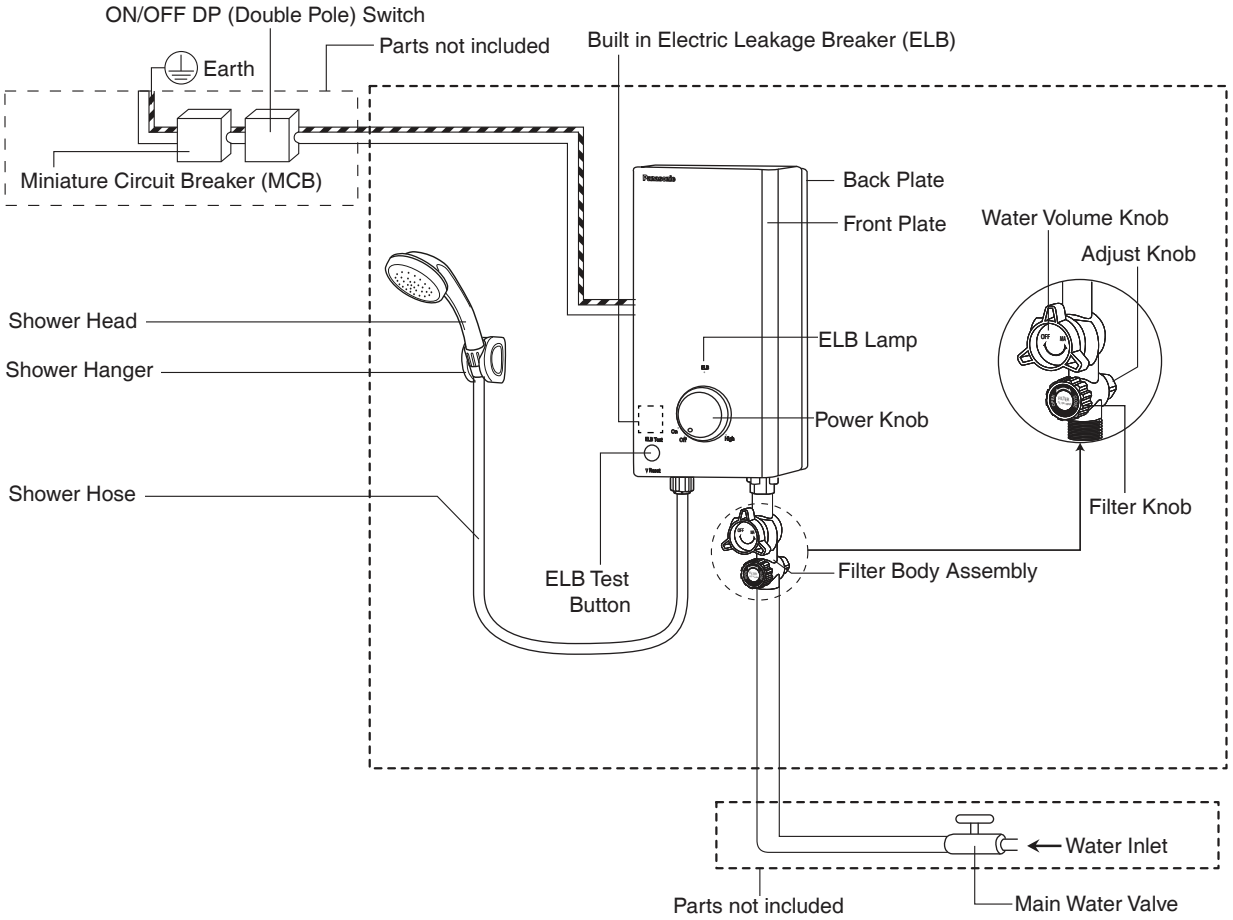 ON/OFF DP (Double Pole) Switch
Parts not included
Built in Electric Leakage Breaker (ELB)
Earth
Miniature Circuit Breaker (MCB)
Panasonic
Back Plate
Front Plate
Water Volume Knob
Adjust Knob
Shower Head
Shower Hanger
ELB Lamp
ELB
OFF
Power Knob
On
Off
High
ELB Test
Reset
Shower Hose
Filter Knob
ELB Test
Button
OFF
Filter Body Assembly
Water Inlet
Parts not included
Main Water Valve